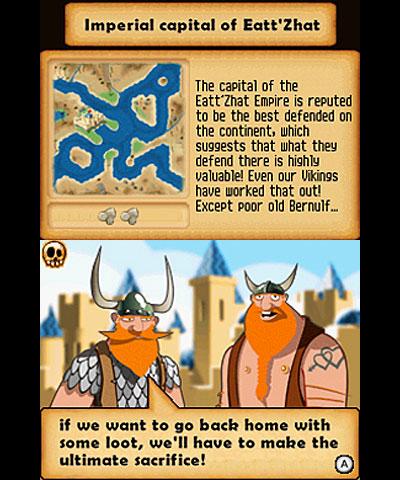 Imperial capital of Eatt'Zhat
The capital of the
Eatt'Zhat Empire is reputed
to be the best defended on
the continent, which
suggests that what they
defend there is highly
valuable! Even our Vikings
have worked that out!
Except poor old Bernulf...
if we want to go back home with
some loot, we'll have to make the
ultimate sacrifice!
A